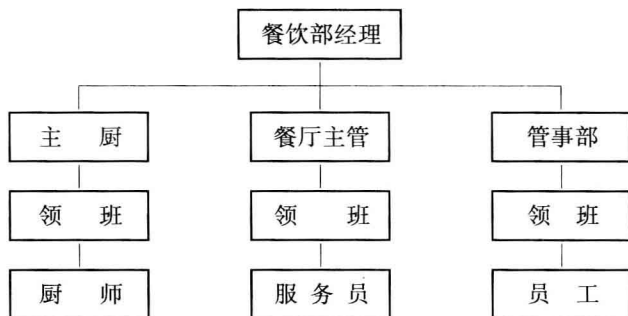 餐饮部经理
主 厨 餐厅主管 管事部
领 班 领 班 领 班
厨 师 服 务 员 员 工